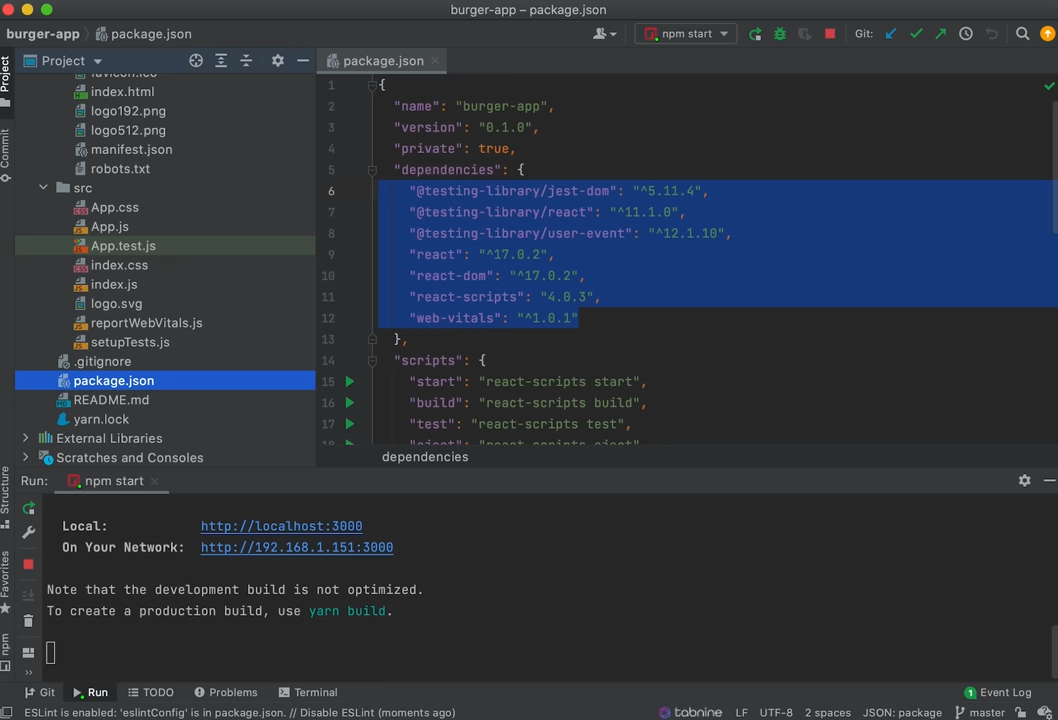 burger-app – package.json
burger-app
package.json
npm start
Git:
Project
Project
package.json
Commit
index.html
logo192.png
logo512.png
manifest.json
robots.txt
src
App.css
App.js
App.test.js
index.css
index.js
logo.svg
reportWebVitals.js
setupTests.js
.gitignore
package.json
README.md
yarn.lock
External Libraries
Scratches and Consoles
1 {
2 "name": "burger-app",
3 "version": "0.1.0",
4 "private": true,
5 "dependencies": {
6 "@testing-library/jest-dom": "^5.11.4",
7 "@testing-library/react": "^11.1.0",
8 "@testing-library/user-event": "^12.1.10",
9 "react": "^17.0.2",
10 "react-dom": "^17.0.2",
11 "react-scripts": "4.0.3",
12 "web-vitals": "^1.0.1"
13 },
14 "scripts": {
15 "start": "react-scripts start",
16 "build": "react-scripts build",
17 "test": "react-scripts test",
dependencies
Run:
npm start
Structure
Favorites
npm
Local: http://localhost:3000
On Your Network: http://192.168.1.151:3000
Note that the development build is not optimized.
To create a production build, use yarn build.
Git
Run
TODO
Problems
Terminal
1 Event Log
ESLint is enabled: 'eslintConfig' is in package.json. // Disable ESLint (moments ago)
tabnine
LF
UTF-8
2 spaces
JSON: package
master